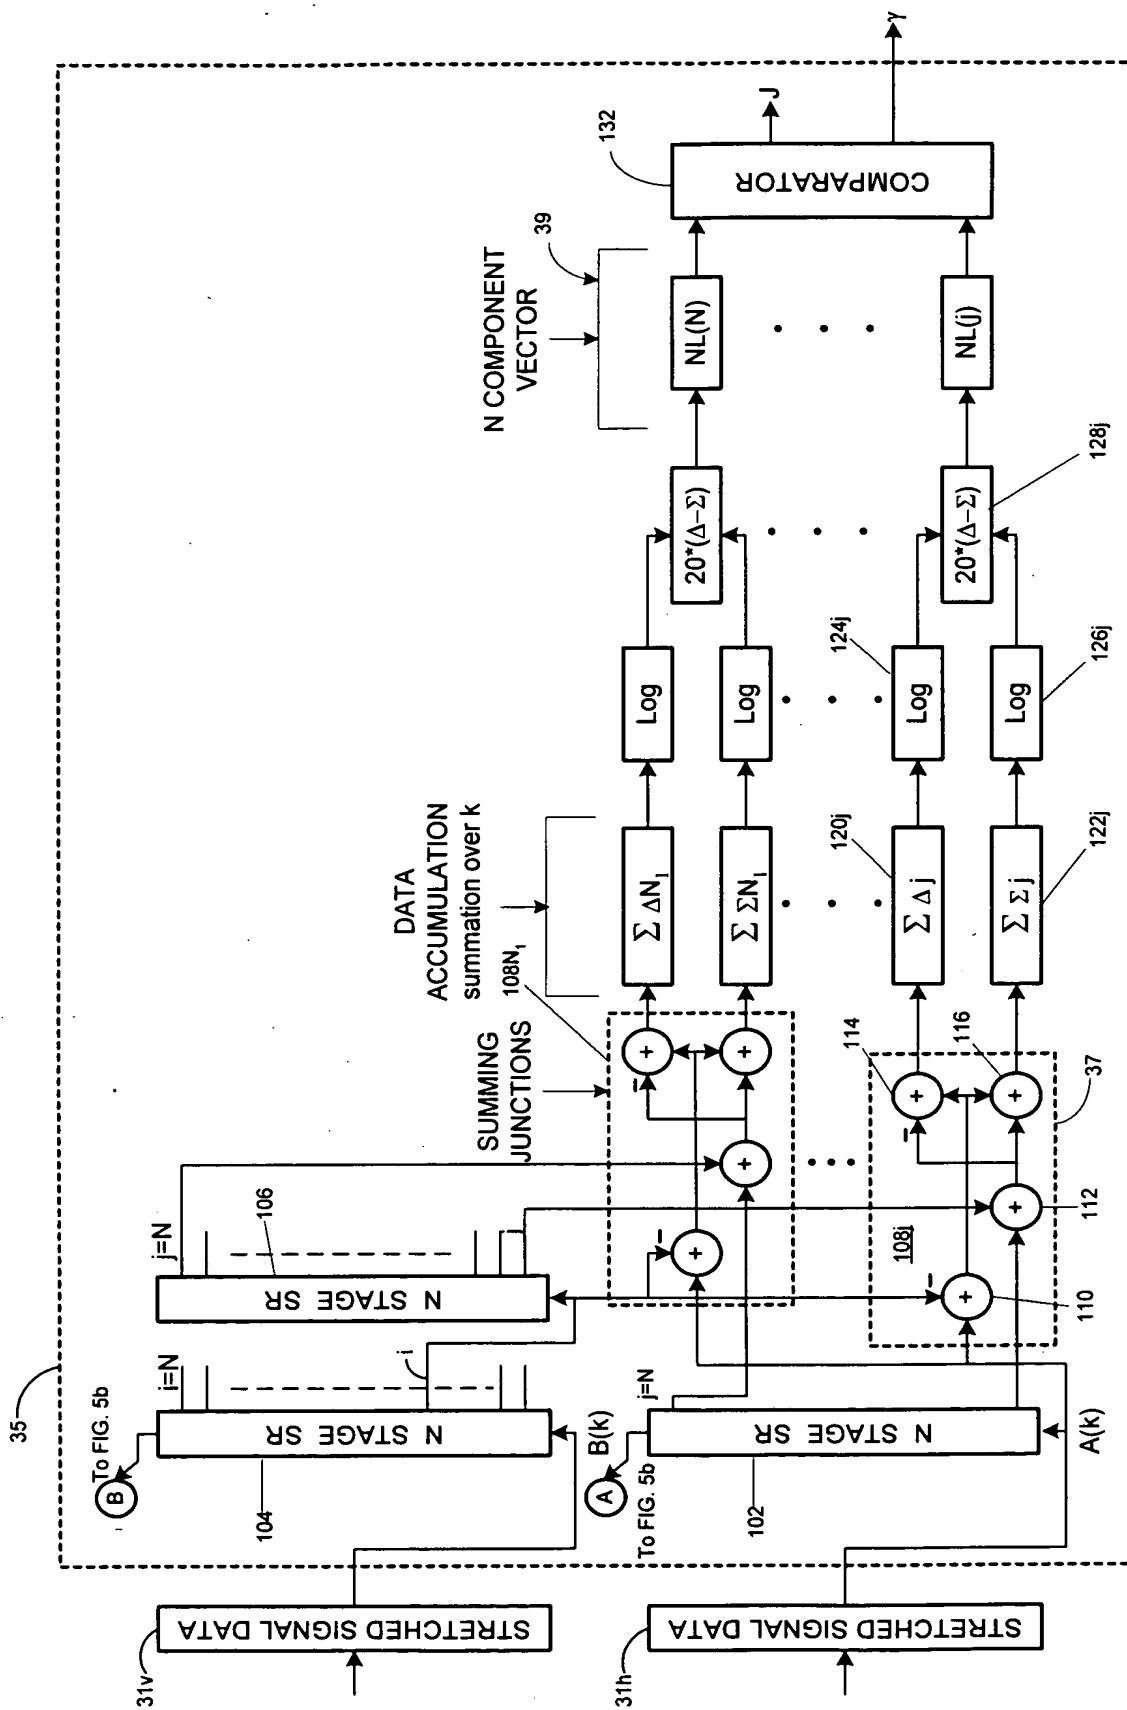 35
To FIG. 5b
B
j=N
j=N
106
N STAGE SR
N STAGE SR
i
104
31v
STRETCHED SIGNAL DATA
B(k)
A
To FIG. 5b
j=N
N STAGE SR
102
A(k)
31h
STRETCHED SIGNAL DATA
SUMMING
JUNCTIONS
108N₁
−
+
+
+
−
+
114
116
37
−
+
+
+
112
108j
−
+
110
DATA
ACCUMULATION
summation over k
∑ ΔN₁
∑ ΣN₁
120j
∑ Δ j
∑ Σ j
122j
Log
Log
124j
Log
Log
126j
20*(Δ−Σ)
20*(Δ−Σ)
128j
N COMPONENT
VECTOR
39
NL(N)
NL(j)
132
COMPARATOR
J
γ